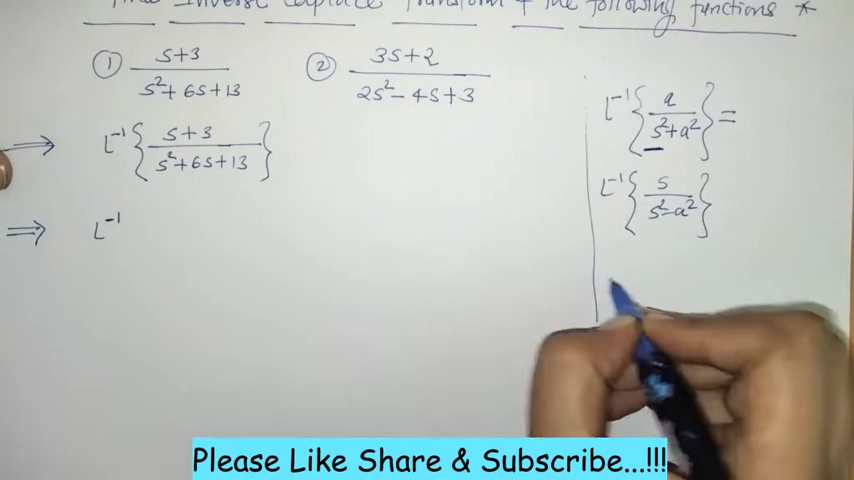 Find Inverse Laplace Transform of the following functions *
① s+3 / s²+6s+13 ② 3s+2 / 2s²-4s+3
⇒ L⁻¹{ s+3 / s²+6s+13 }
⇒ L⁻¹
L⁻¹{ a / s²+a² } =
L⁻¹{ s / s²-a² }
Please Like Share & Subscribe...!!!